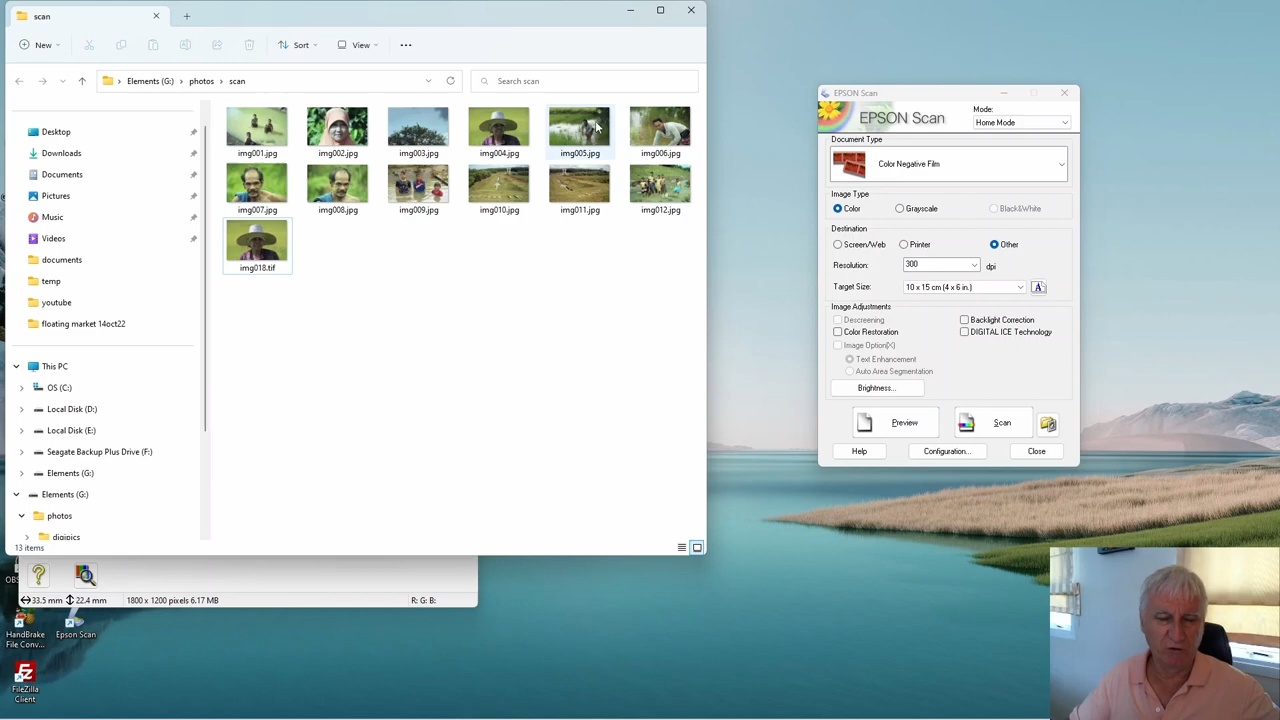 scan
New
Sort
View
Elements (G:)
photos
scan
Search scan
Desktop
Downloads
Documents
Pictures
Music
Videos
documents
temp
youtube
floating market 14oct22
This PC
OS (C:)
Local Disk (D:)
Local Disk (E:)
Seagate Backup Plus Drive (F:)
Elements (G:)
Elements (G:)
photos
digipics
13 items
img001.jpg
img002.jpg
img003.jpg
img004.jpg
img005.jpg
img006.jpg
img007.jpg
img008.jpg
img009.jpg
img010.jpg
img011.jpg
img012.jpg
img018.tif
EPSON Scan
EPSON Scan
Mode:
Home Mode
Document Type
Color Negative Film
Image Type
Color
Grayscale
Black&White
Destination
Screen/Web
Printer
Other
Resolution:
300
dpi
Target Size:
10 x 15 cm (4 x 6 in.)
A
Image Adjustments
Descreening
Backlight Correction
Color Restoration
DIGITAL ICE Technology
Image Option(X)
Text Enhancement
Auto Area Segmentation
Brightness...
Preview
Scan
Help
Configuration...
Close
OBS
33.5 mm
22.4 mm
1800 x 1200 pixels 6.17 MB
R: G: B:
HandBrake
File Conv...
Epson Scan
FileZilla
Client